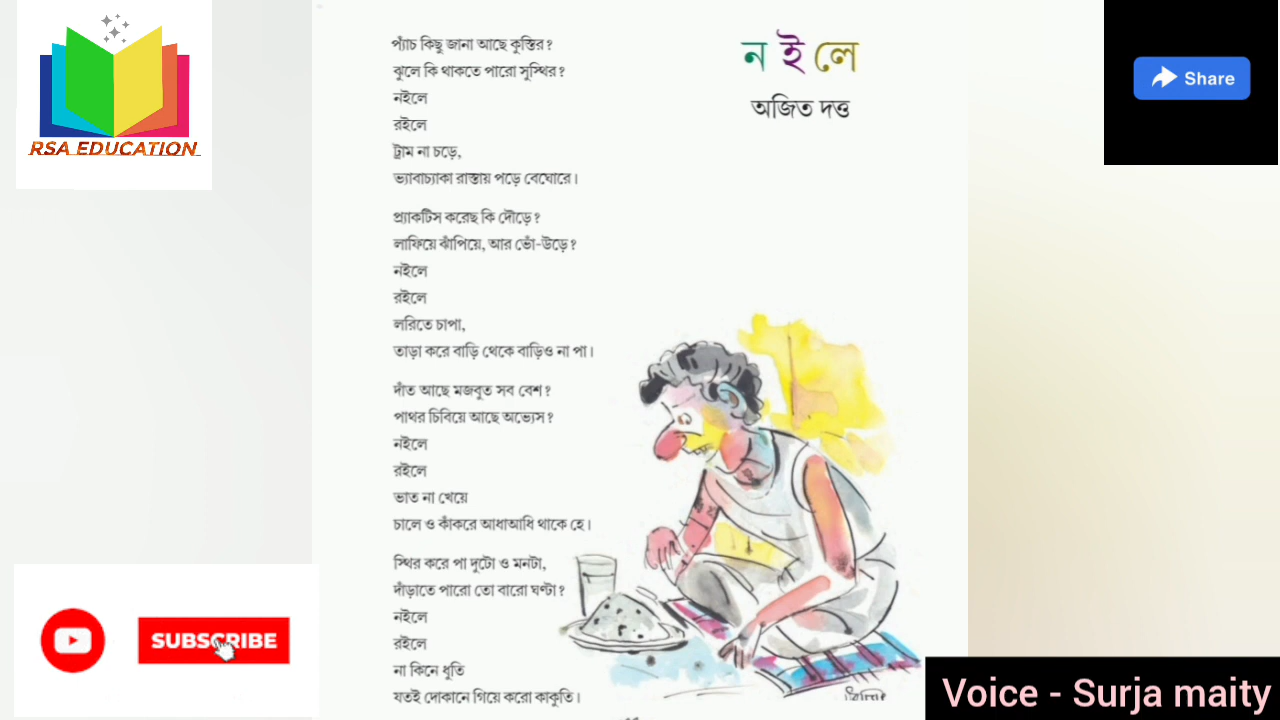 RSA EDUCATION
নইলে
অজিত দত্ত
প্যাঁচ কিছু জানা আছে কুস্তির?
ঝুলে কি থাকতে পারো সুস্থির?
নইলে
রইলে
ট্রাম না চড়ে,
ভ্যাবাচ্যাকা রাস্তায় পড়ে বেঘোরে।
প্র্যাকটিস করেছ কি দৌড়ে?
লাফিয়ে ঝাঁপিয়ে, আর ভোঁ-উড়ে?
নইলে
রইলে
লরিতে চাপা,
তাড়া করে বাড়ি থেকে বাড়িও না পা।
দাঁত আছে মজবুত সব বেশ?
পাথর চিবিয়ে আছে অভ্যেস?
নইলে
রইলে
ভাত না খেয়ে
চালে ও কাঁকরে আধাআধি থাকে হে।
স্থির করে পা দুটো ও মনটা,
দাঁড়াতে পারো তো বারো ঘণ্টা?
নইলে
রইলে
না কিনে ধুতি
যতই দোকানে গিয়ে করো কাকুতি।
Share
SUBSCRIBE
Voice - Surja maity